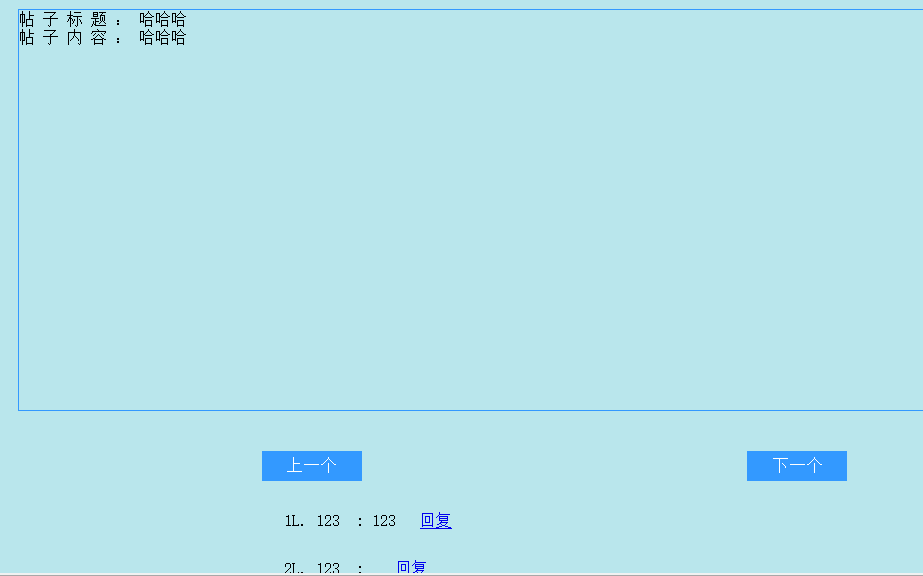 帖 子 标 题 ： 哈哈哈
帖 子 内 容 ： 哈哈哈
上一个
下一个
1L. 123 : 123 回复
2L. 123 : 回复